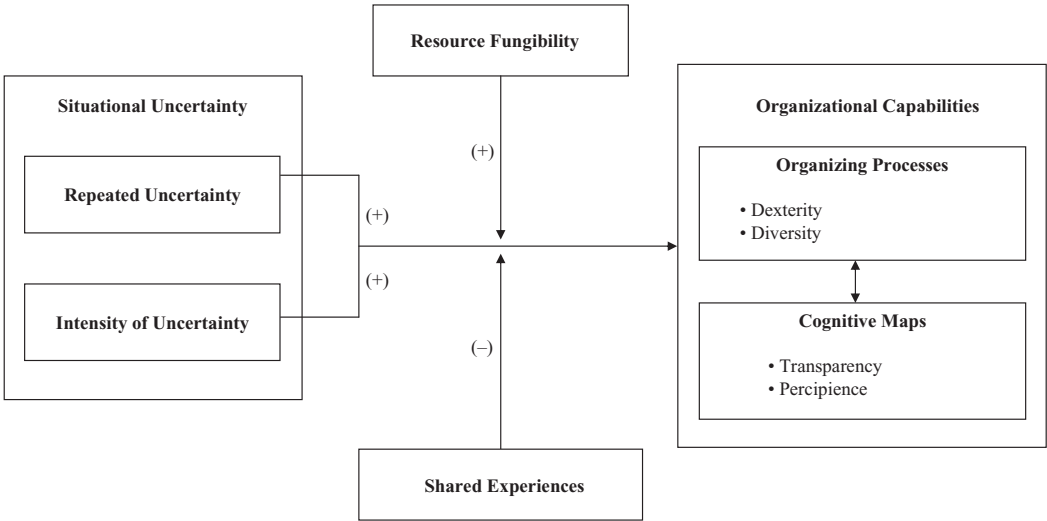 Resource Fungibility
Situational Uncertainty
Organizational Capabilities
(+)
Organizing Processes
Repeated Uncertainty
• Dexterity
(+)
• Diversity
(+)
Intensity of Uncertainty
Cognitive Maps
(–)
• Transparency
• Percipience
Shared Experiences